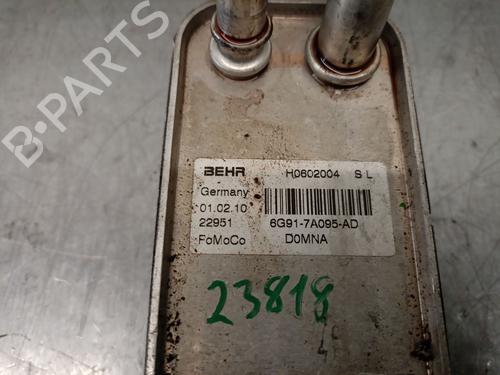 B-PARTS
BEHR H0602004 S L
Germany
01.02.10
22951 6G91-7A095-AD
FoMoCo D0MNA
23818